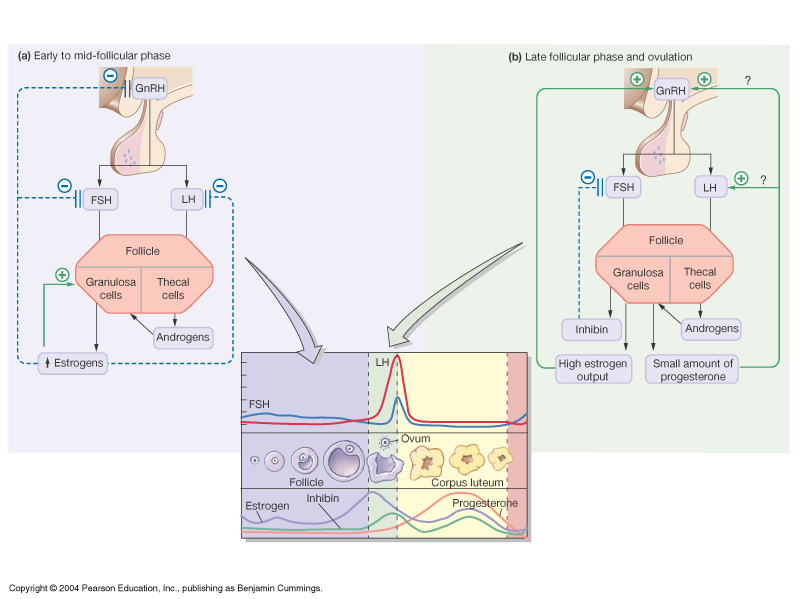 (a) Early to mid-follicular phase
−
GnRH
−
FSH
LH
−
Follicle
+
Granulosa
cells
Thecal
cells
Androgens
Estrogens
(b) Late follicular phase and ovulation
+
GnRH
+
?
−
FSH
LH
+
?
Follicle
Granulosa
cells
Thecal
cells
Inhibin
Androgens
High estrogen
output
Small amount of
progesterone
LH
FSH
Ovum
Follicle
Corpus luteum
Estrogen
Inhibin
Progesterone
Copyright © 2004 Pearson Education, Inc., publishing as Benjamin Cummings.